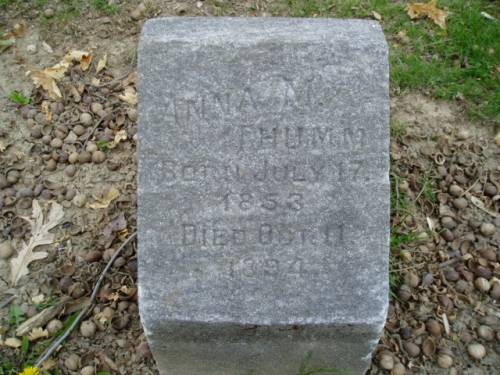 ANNA M.
THUMM
BORN JULY 17,
1853
DIED OCT. 11
1894